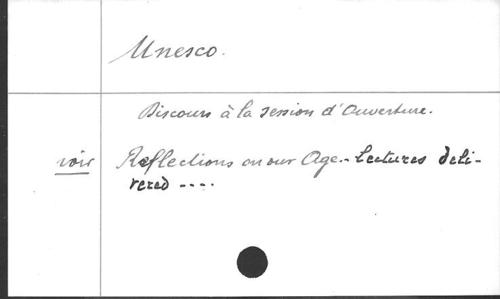 Unesco.
Discours à la session d'Ouverture.
voir Reflections on our Age.- Lectures deli-
vered ----